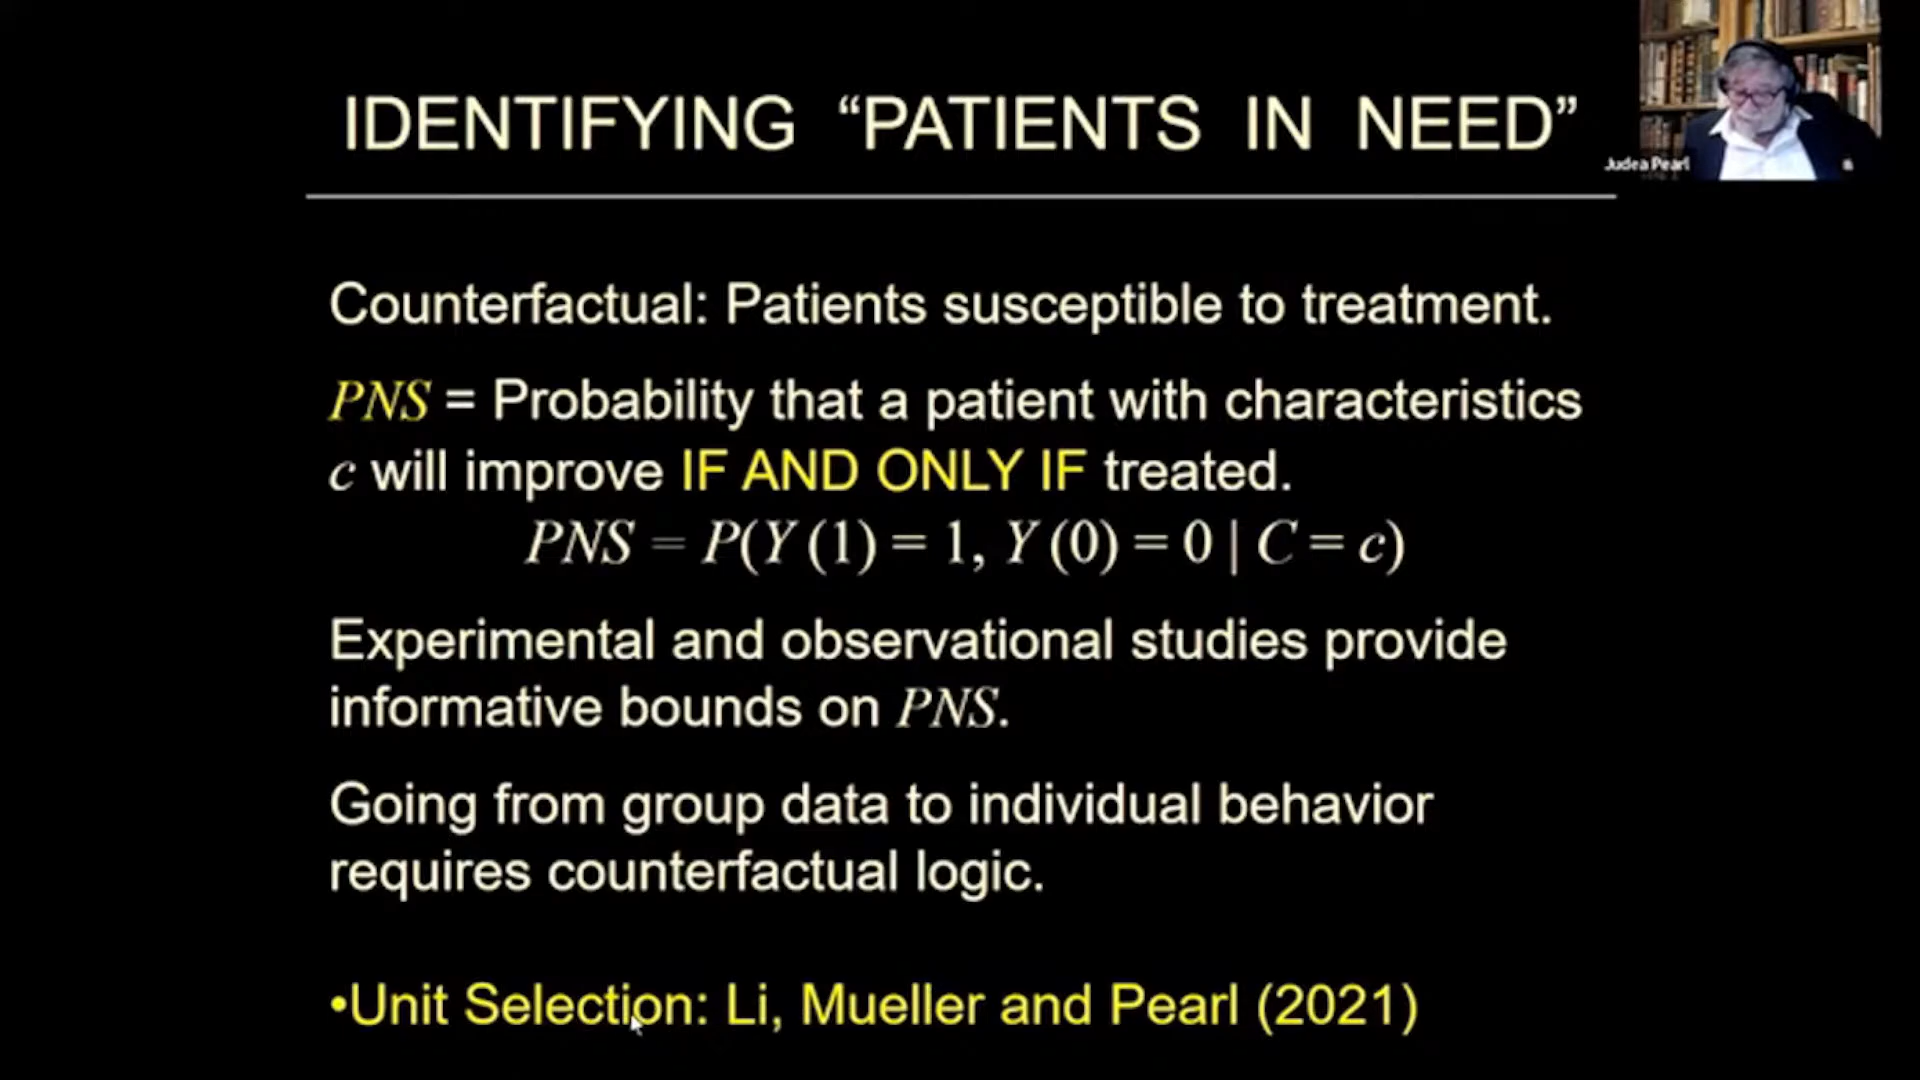 IDENTIFYING “PATIENTS IN NEED”
Judea Pearl
Counterfactual: Patients susceptible to treatment.
PNS = Probability that a patient with characteristics
c will improve IF AND ONLY IF treated.
PNS = P(Y (1) = 1, Y (0) = 0 | C = c)
Experimental and observational studies provide
informative bounds on PNS.
Going from group data to individual behavior
requires counterfactual logic.
•Unit Selection: Li, Mueller and Pearl (2021)